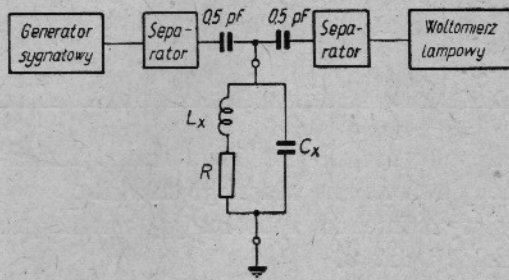 0,5 pF
0,5 pF
Generator
sygnałowy
Sepa-
rator
Sepa-
rator
Woltomierz
lampowy
Lx
R
Cx